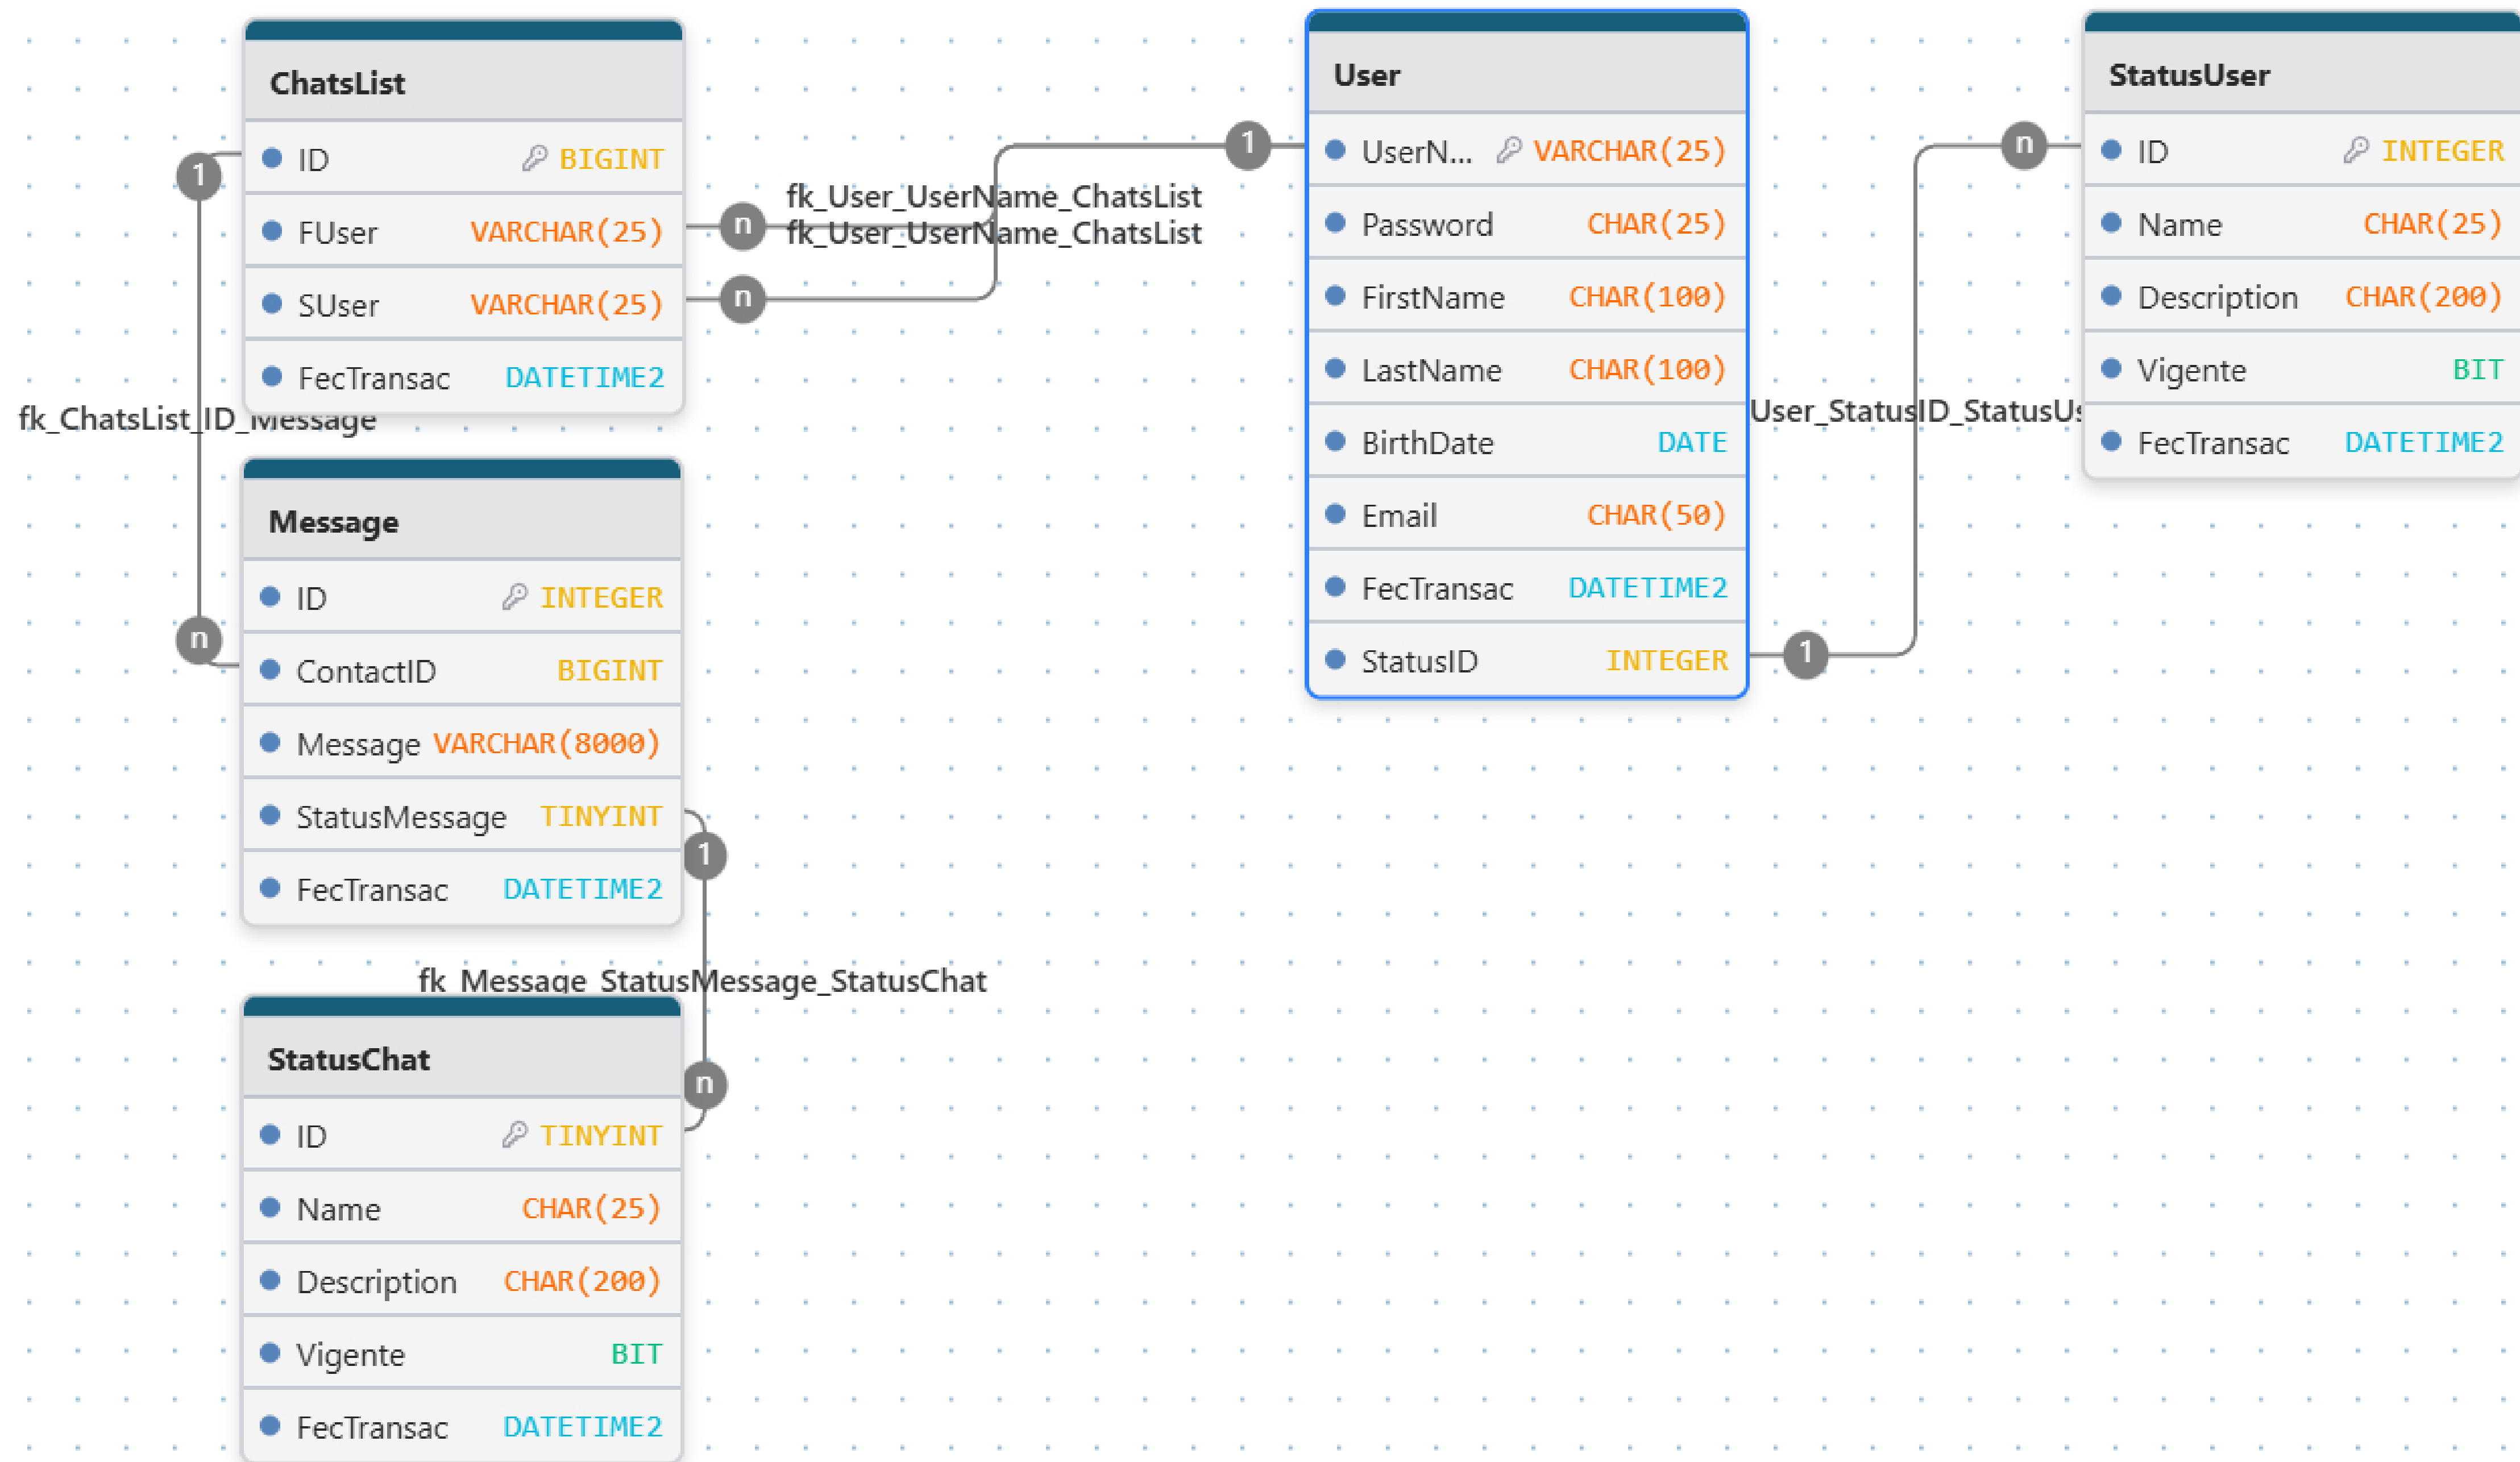 ChatsList
ID BIGINT
FUser VARCHAR(25)
SUser VARCHAR(25)
FecTransac DATETIME2
1
n
n
fk_User_UserName_ChatsList
fk_User_UserName_ChatsList
1
User
UserN... VARCHAR(25)
Password CHAR(25)
FirstName CHAR(100)
LastName CHAR(100)
BirthDate DATE
Email CHAR(50)
FecTransac DATETIME2
StatusID INTEGER
1
n
User_StatusID_StatusUs
StatusUser
ID INTEGER
Name CHAR(25)
Description CHAR(200)
Vigente BIT
FecTransac DATETIME2
fk_ChatsList_ID_Message
n
Message
ID INTEGER
ContactID BIGINT
Message VARCHAR(8000)
StatusMessage TINYINT
FecTransac DATETIME2
1
fk_Message_StatusMessage_StatusChat
n
StatusChat
ID TINYINT
Name CHAR(25)
Description CHAR(200)
Vigente BIT
FecTransac DATETIME2